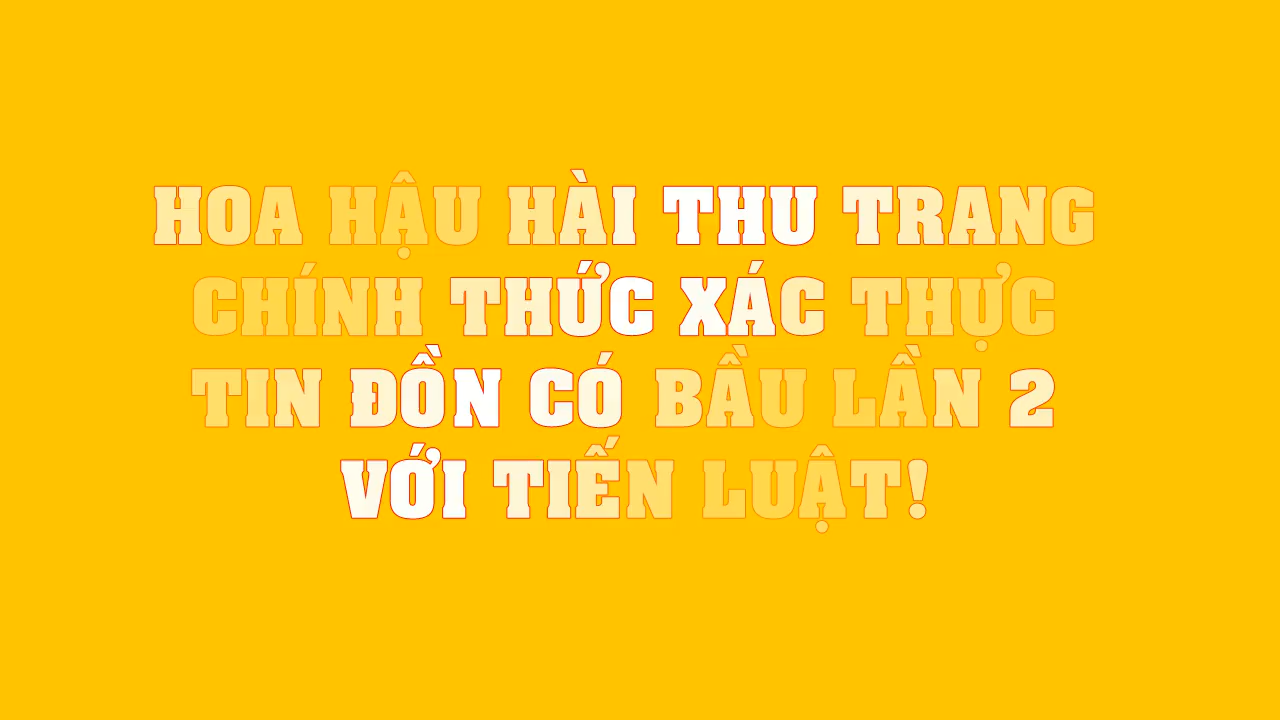 HOA HẬU HÀI THU TRANG
CHÍNH THỨC XÁC THỰC
TIN ĐỒN CÓ BẦU LẦN 2
VỚI TIẾN LUẬT!